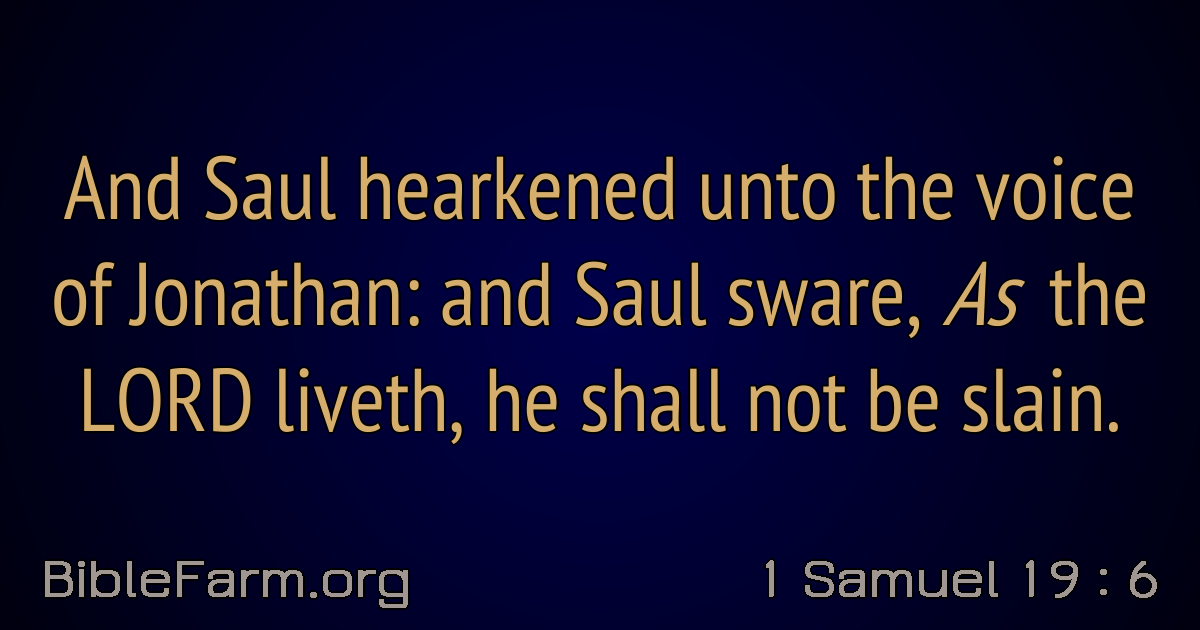 And Saul hearkened unto the voice
of Jonathan: and Saul sware, As the
LORD liveth, he shall not be slain.
BibleFarm.org
1 Samuel 19 : 6